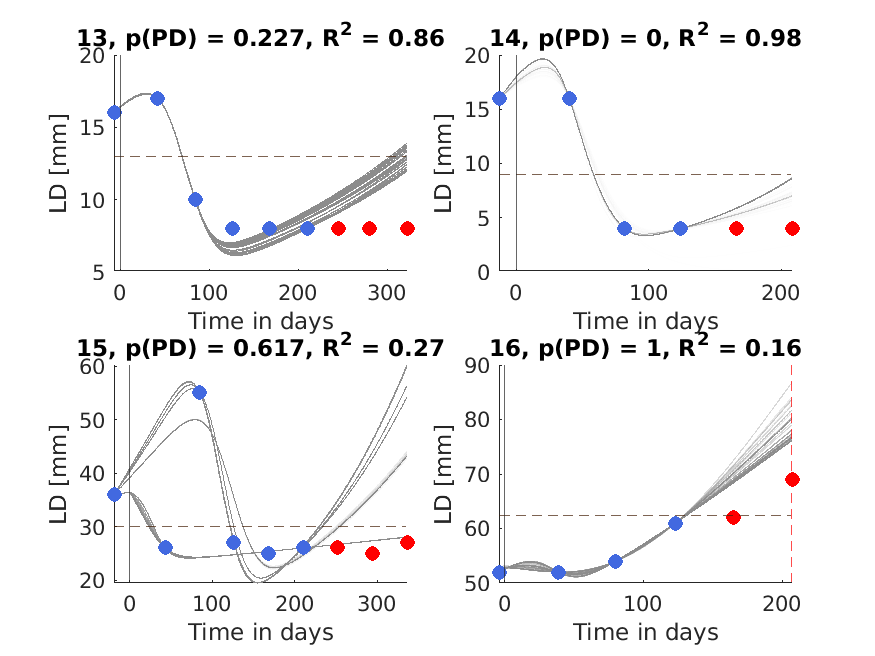 13, p(PD) = 0.227, R² = 0.86
20
15
10
5
LD [mm]
0
100
200
300
Time in days
14, p(PD) = 0, R² = 0.98
20
15
10
5
0
LD [mm]
0
100
200
Time in days
15, p(PD) = 0.617, R² = 0.27
60
50
40
30
20
LD [mm]
0
100
200
300
Time in days
16, p(PD) = 1, R² = 0.16
90
80
70
60
50
LD [mm]
0
100
200
Time in days